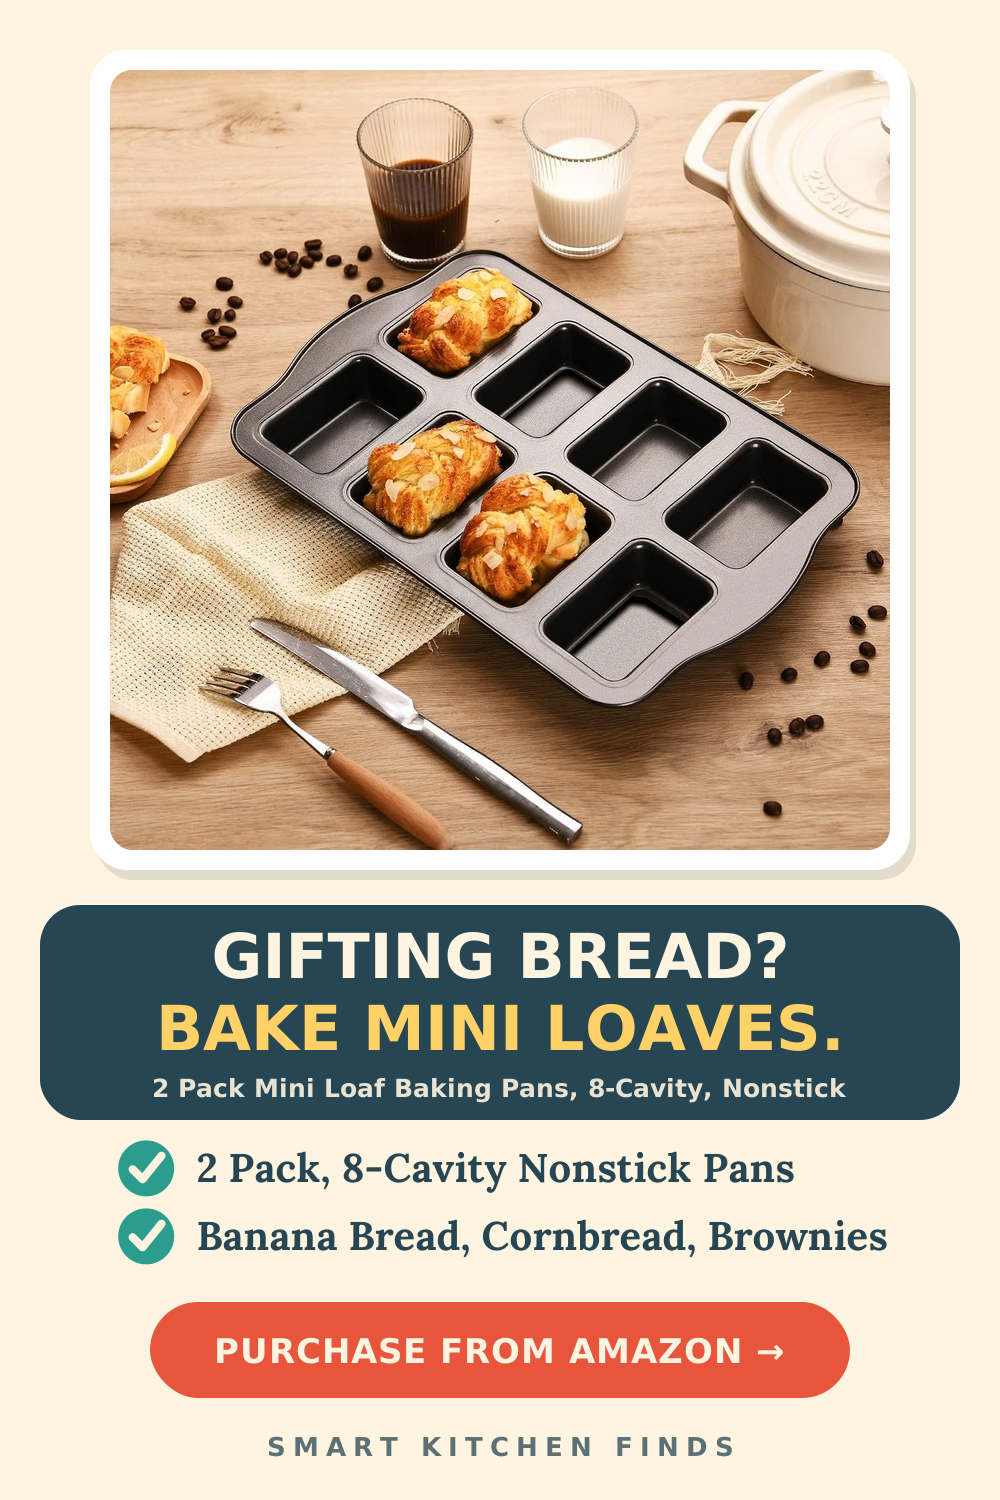 22CM
GIFTING BREAD?
BAKE MINI LOAVES.
2 Pack Mini Loaf Baking Pans, 8-Cavity, Nonstick
2 Pack, 8-Cavity Nonstick Pans
Banana Bread, Cornbread, Brownies
PURCHASE FROM AMAZON →
SMART KITCHEN FINDS